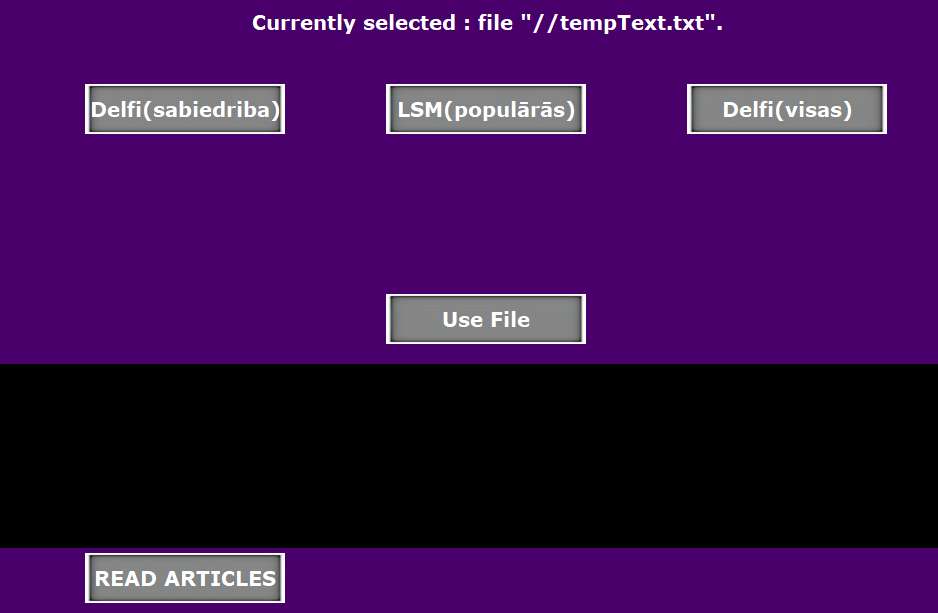 Currently selected : file "//tempText.txt".
Delfi(sabiedriba)
LSM(populārās)
Delfi(visas)
Use File
READ ARTICLES